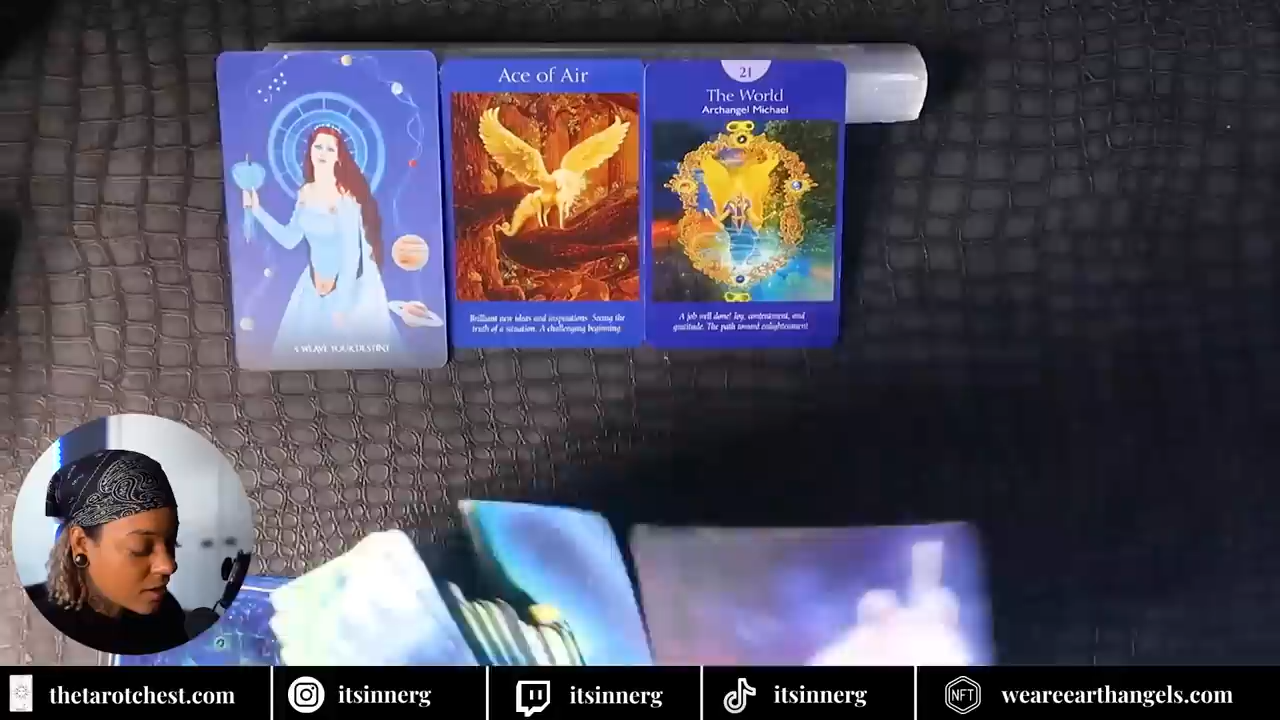 WEAVE YOUR DESTINY
Ace of Air
Brilliant new ideas and inspirations. Seeing the
truth of a situation. A challenging beginning.
21
The World
Archangel Michael
A job well done! Joy, contentment, and
gratitude. The path toward enlightenment
thetarotchest.com
itsinnerg
itsinnerg
itsinnerg
NFT
weareearthangels.com